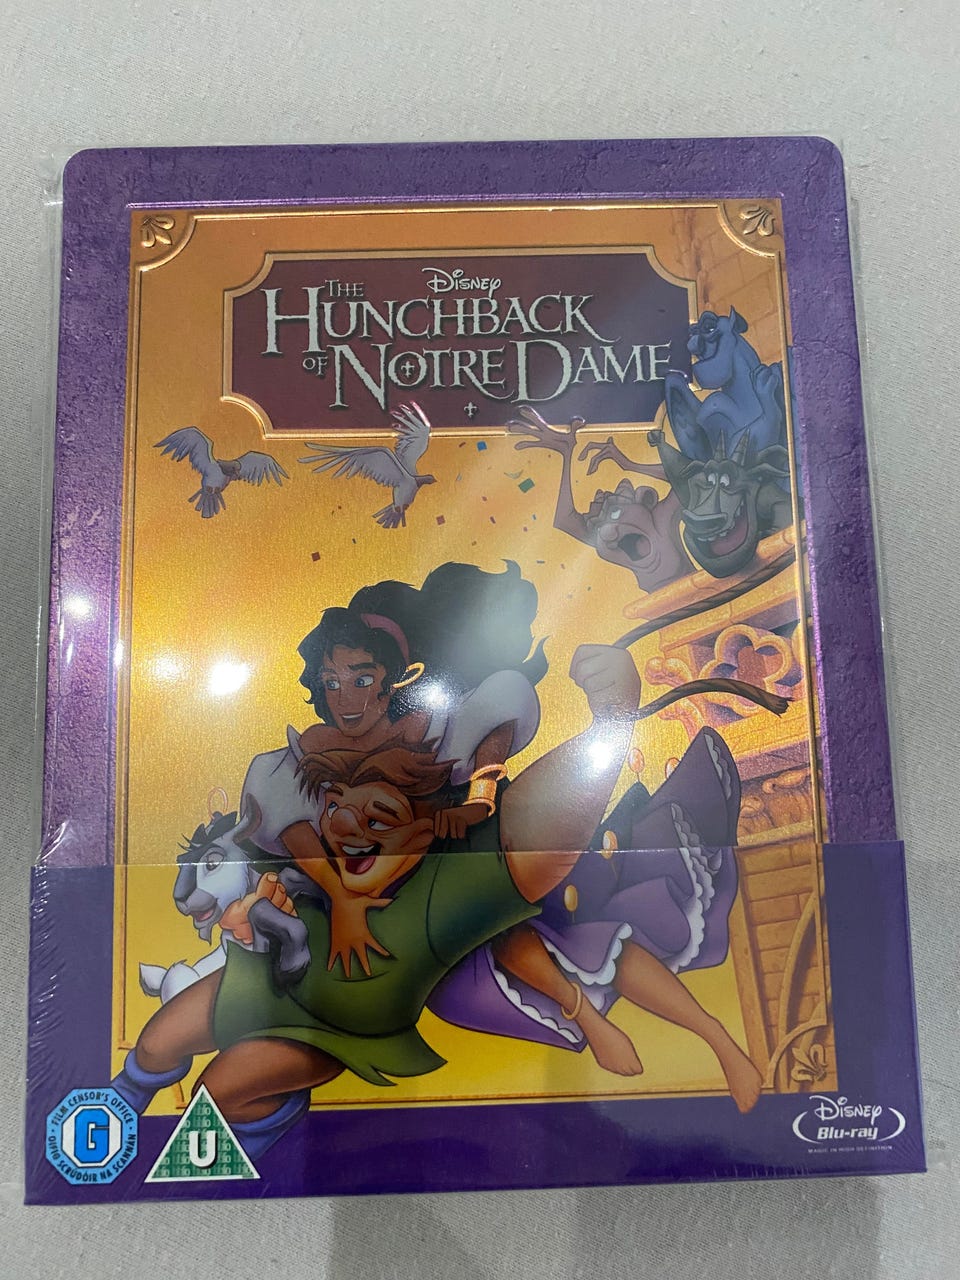 Disney
THE
HUNCHBACK
OF NOTRE DAME
FILM CENSOR'S OFFICE
G
OIFIG SCRÚDÓIR NA SCANNÁN
U
Disney
Blu-ray
MAGIC IN HIGH DEFINITION